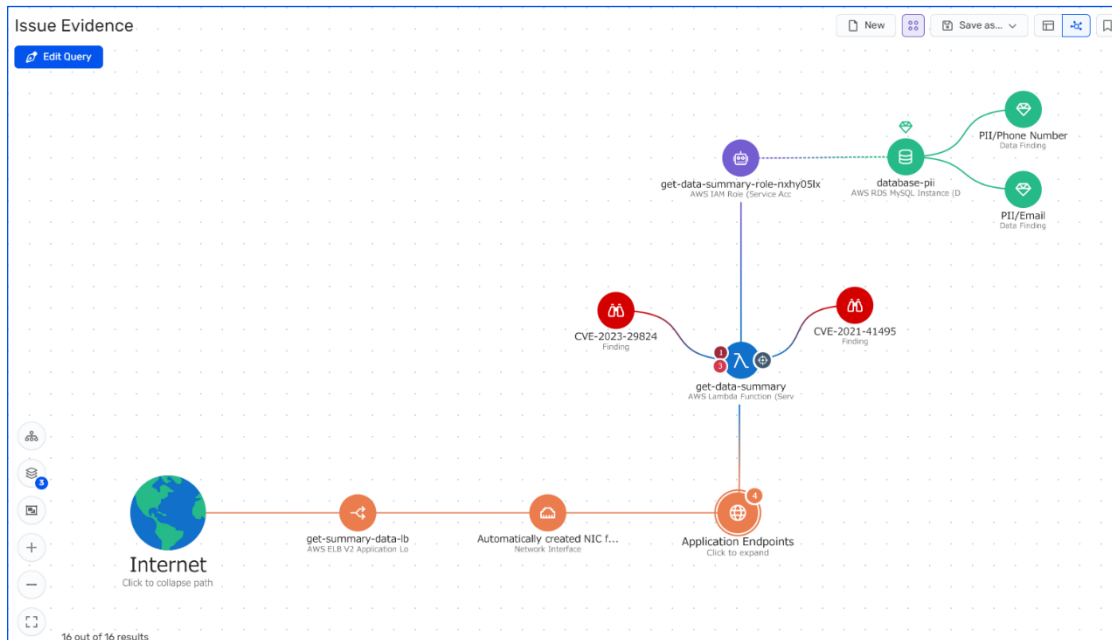 Issue Evidence
New
Save as...
Edit Query
PII/Phone Number
Data Finding
get-data-summary-role-nxhy05lx
AWS IAM Role (Service Acc
database-pii
AWS RDS MySQL Instance (D
PII/Email
Data Finding
CVE-2023-29824
Finding
CVE-2021-41495
Finding
1
3
get-data-summary
AWS Lambda Function (Serv
3
4
Internet
Click to collapse path
get-summary-data-lb
AWS ELB V2 Application Lo
Automatically created NIC f...
Network Interface
Application Endpoints
Click to expand
16 out of 16 results